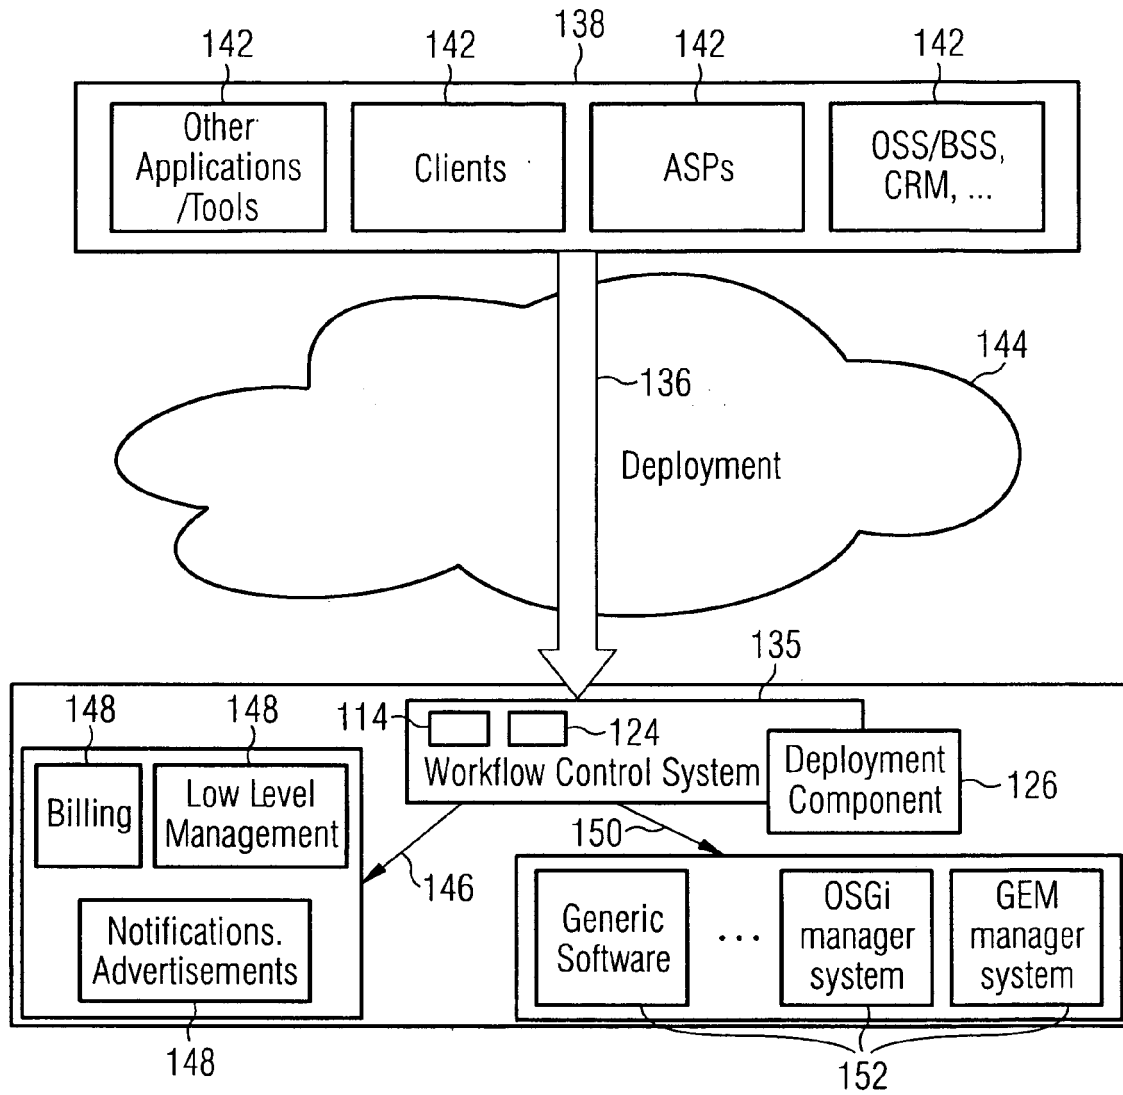 142
142
138
142
142
Other
Applications
/Tools
Clients
ASPs
OSS/BSS,
CRM, ...
144
136
Deployment
135
148
148
114
124
Workflow Control System
Deployment
Component
126
Billing
Low Level
Management
150
146
Notifications.
Advertisements
Generic
Software
...
OSGi
manager
system
GEM
manager
system
148
152